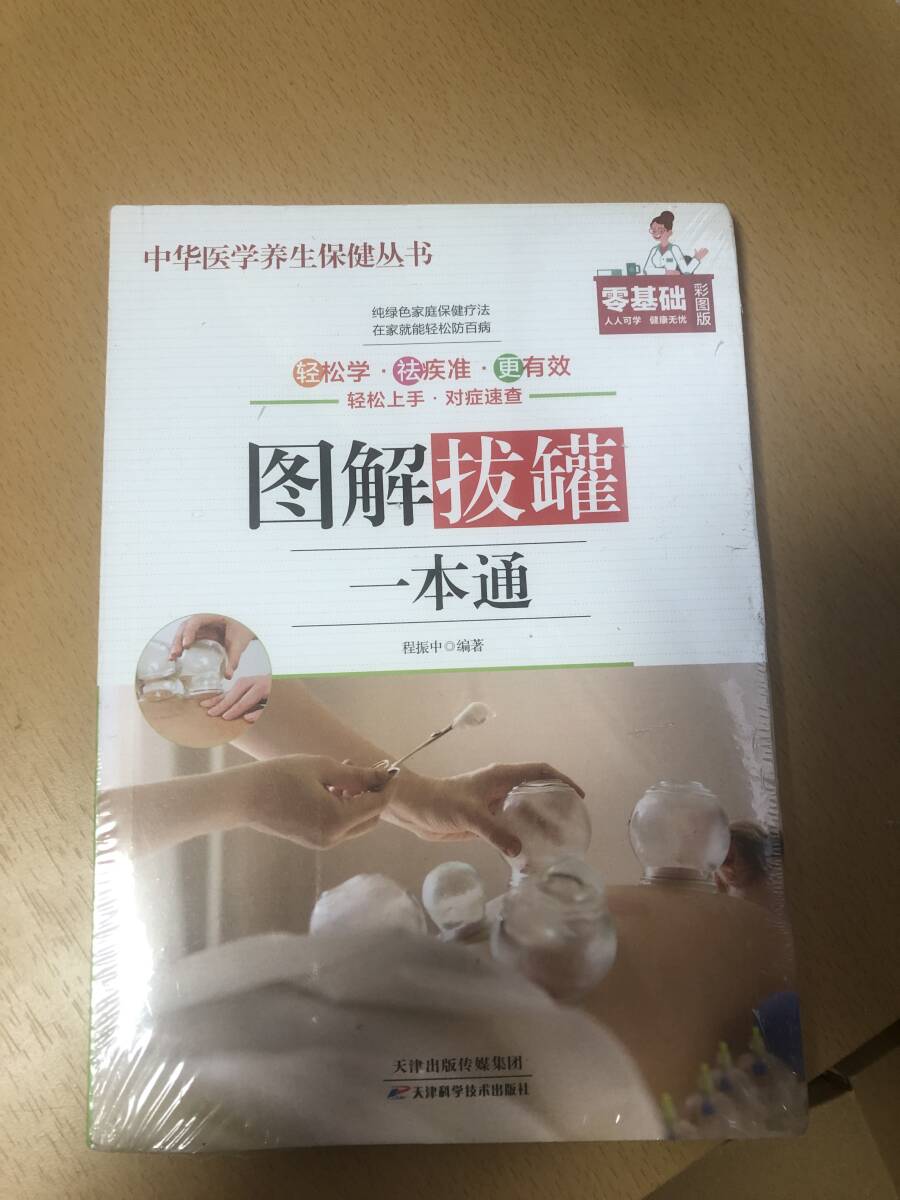 中华医学养生保健丛书
零基础
彩图版
人人可学 健康无忧
纯绿色家庭保健疗法
在家就能轻松防百病
轻松学·祛疾准·更有效
轻松上手·对症速查
图解拔罐
一本通
程振中◎编著
天津出版传媒集团
天津科学技术出版社